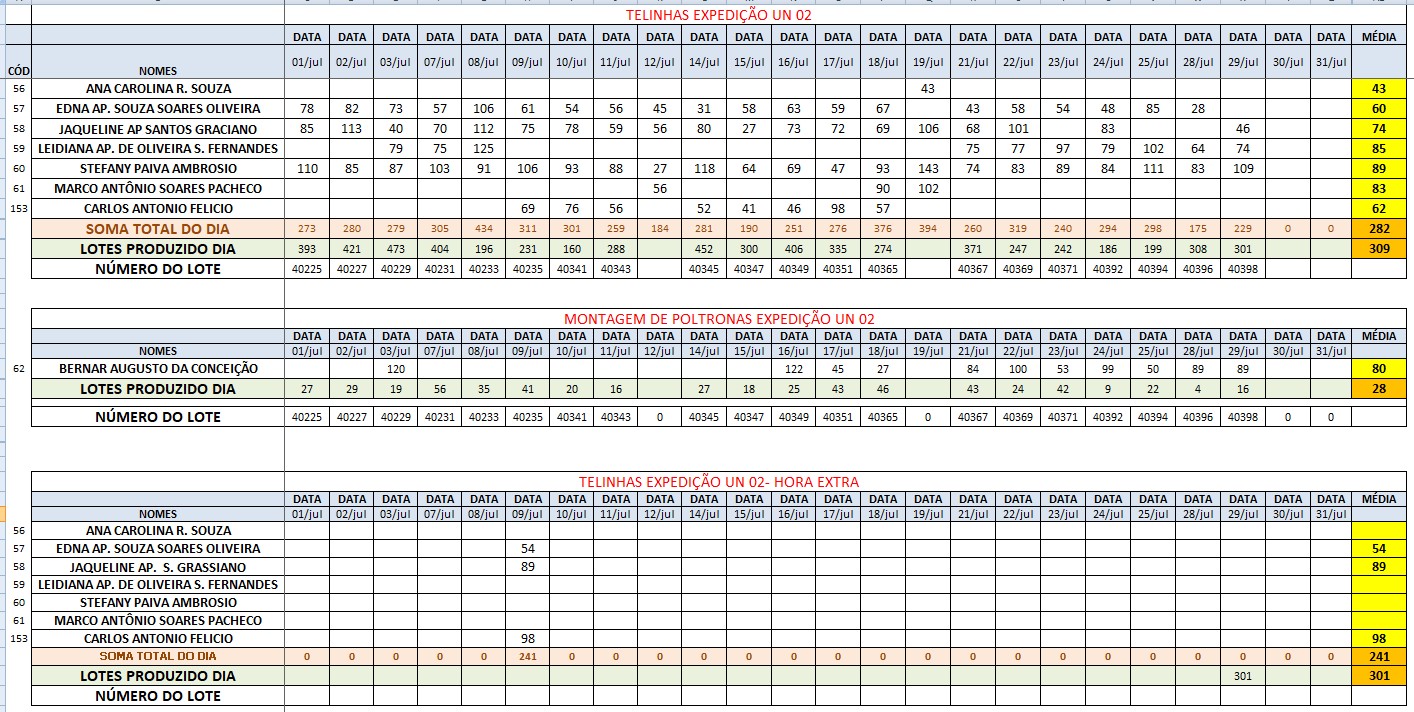 TELINHAS EXPEDIÇÃO UN 02
DATA DATA DATA DATA DATA DATA DATA DATA DATA DATA DATA DATA DATA DATA DATA DATA DATA DATA DATA DATA DATA DATA DATA DATA MÉDIA
CÓD NOMES 01/jul 02/jul 03/jul 07/jul 08/jul 09/jul 10/jul 11/jul 12/jul 14/jul 15/jul 16/jul 17/jul 18/jul 19/jul 21/jul 22/jul 23/jul 24/jul 25/jul 28/jul 29/jul 30/jul 31/jul
56 ANA CAROLINA R. SOUZA 43 43
57 EDNA AP. SOUZA SOARES OLIVEIRA 78 82 73 57 106 61 54 56 45 31 58 63 59 67 43 58 54 48 85 28 60
58 JAQUELINE AP SANTOS GRACIANO 85 113 40 70 112 75 78 59 56 80 27 73 72 69 106 68 101 83 46 74
59 LEIDIANA AP. DE OLIVEIRA S. FERNANDES 79 75 125 75 77 97 79 102 64 74 85
60 STEFANY PAIVA AMBROSIO 110 85 87 103 91 106 93 88 27 118 64 69 47 93 143 74 83 89 84 111 83 109 89
61 MARCO ANTÔNIO SOARES PACHECO 56 90 102 83
153 CARLOS ANTONIO FELICIO 69 76 56 52 41 46 98 57 62
SOMA TOTAL DO DIA 273 280 279 305 434 311 301 259 184 281 190 251 276 376 394 260 319 240 294 298 175 229 0 0 282
LOTES PRODUZIDO DIA 393 421 473 404 196 231 160 288 452 300 406 335 274 371 247 242 186 199 308 301 309
NÚMERO DO LOTE 40225 40227 40229 40231 40233 40235 40341 40343 40345 40347 40349 40351 40365 40367 40369 40371 40392 40394 40396 40398
MONTAGEM DE POLTRONAS EXPEDIÇÃO UN 02
DATA DATA DATA DATA DATA DATA DATA DATA DATA DATA DATA DATA DATA DATA DATA DATA DATA DATA DATA DATA DATA DATA DATA DATA MÉDIA
NOMES 01/jul 02/jul 03/jul 07/jul 08/jul 09/jul 10/jul 11/jul 12/jul 14/jul 15/jul 16/jul 17/jul 18/jul 19/jul 21/jul 22/jul 23/jul 24/jul 25/jul 28/jul 29/jul 30/jul 31/jul
62 BERNAR AUGUSTO DA CONCEIÇÃO 120 122 45 27 84 100 53 99 50 89 89 80
LOTES PRODUZIDO DIA 27 29 19 56 35 41 20 16 27 18 25 43 46 43 24 42 9 22 4 16 28
NÚMERO DO LOTE 40225 40227 40229 40231 40233 40235 40341 40343 0 40345 40347 40349 40351 40365 0 40367 40369 40371 40392 40394 40396 40398 0 0
TELINHAS EXPEDIÇÃO UN 02- HORA EXTRA
DATA DATA DATA DATA DATA DATA DATA DATA DATA DATA DATA DATA DATA DATA DATA DATA DATA DATA DATA DATA DATA DATA DATA DATA MÉDIA
NOMES 01/jul 02/jul 03/jul 07/jul 08/jul 09/jul 10/jul 11/jul 12/jul 14/jul 15/jul 16/jul 17/jul 18/jul 19/jul 21/jul 22/jul 23/jul 24/jul 25/jul 28/jul 29/jul 30/jul 31/jul
56 ANA CAROLINA R. SOUZA
57 EDNA AP. SOUZA SOARES OLIVEIRA 54 54
58 JAQUELINE AP. S. GRASSIANO 89 89
59 LEIDIANA AP. DE OLIVEIRA S. FERNANDES
60 STEFANY PAIVA AMBROSIO
61 MARCO ANTÔNIO SOARES PACHECO
153 CARLOS ANTONIO FELICIO 98 98
SOMA TOTAL DO DIA 0 0 0 0 0 241 0 0 0 0 0 0 0 0 0 0 0 0 0 0 0 0 0 0 241
LOTES PRODUZIDO DIA 301 301
NÚMERO DO LOTE